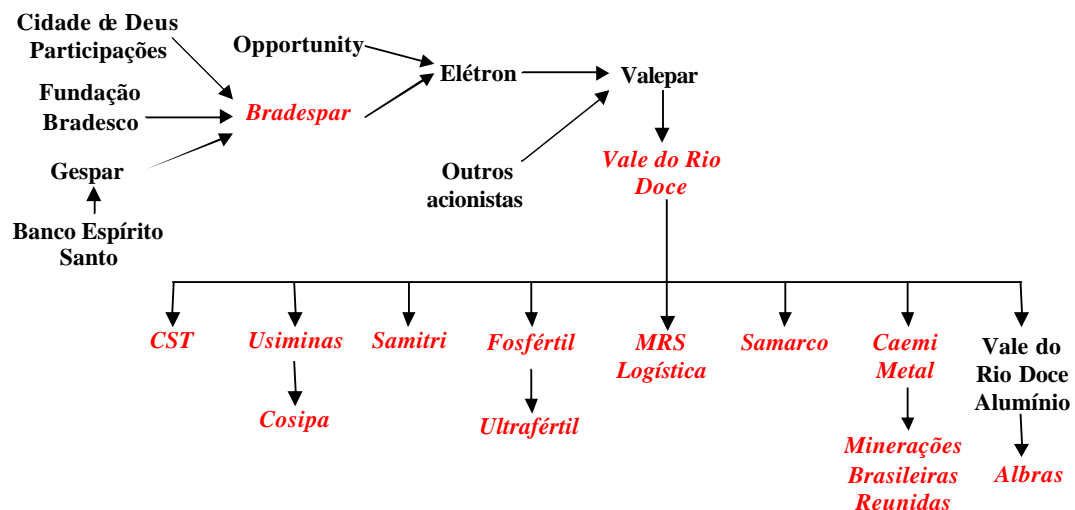 Cidade de Deus
Participações
Opportunity
Elétron
Valepar
Fundação
Bradesco
Bradespar
Gespar
Outros
acionistas
Vale do Rio
Doce
Banco Espírito
Santo
CST
Usiminas
Samitri
Fosfértil
MRS
Logística
Samarco
Caemi
Metal
Vale do
Rio Doce
Alumínio
Cosipa
Ultrafértil
Minerações
Brasileiras
Reunidas
Albras